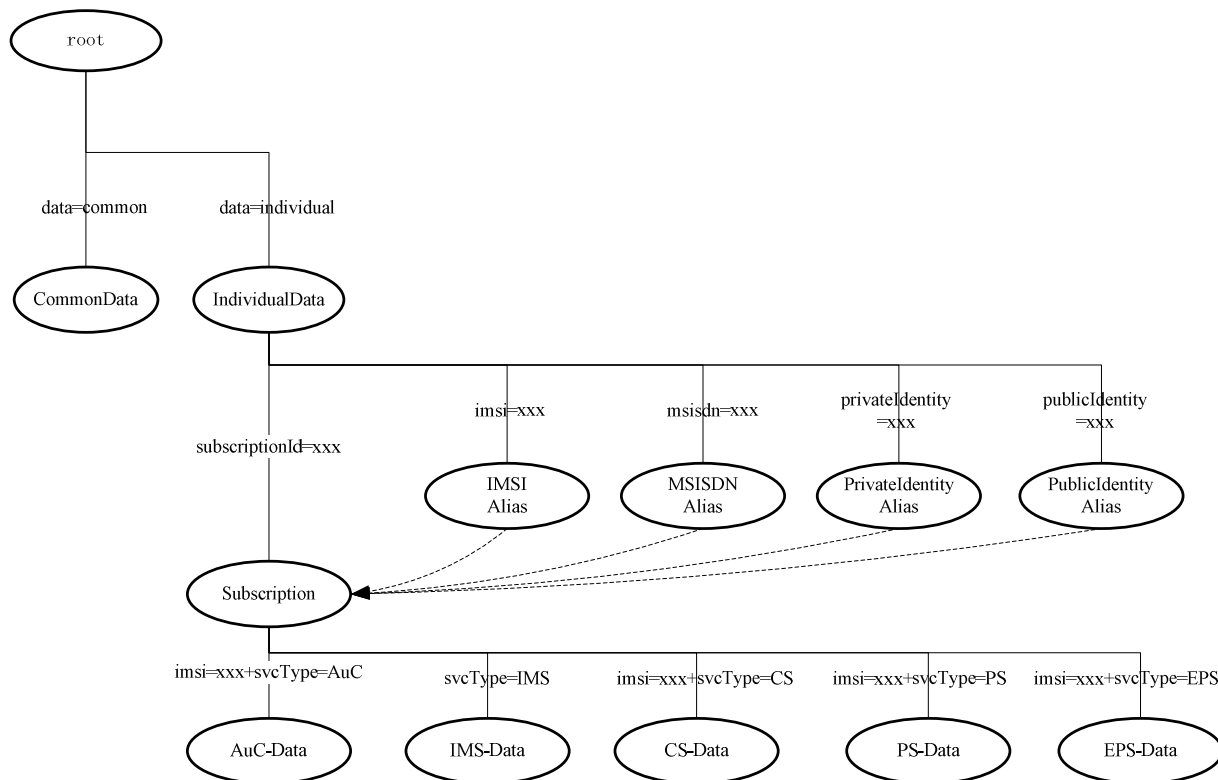 root
data=common
data=individual
CommonData
IndividualData
imsi=xxx
msisdn=xxx
privateIdentity
=xxx
publicIdentity
=xxx
subscriptionId=xxx
IMSI
Alias
MSISDN
Alias
PrivateIdentity
Alias
PublicIdentity
Alias
Subscription
imsi=xxx+svcType=AuC
svcType=IMS
imsi=xxx+svcType=CS
imsi=xxx+svcType=PS
imsi=xxx+svcType=EPS
AuC-Data
IMS-Data
CS-Data
PS-Data
EPS-Data